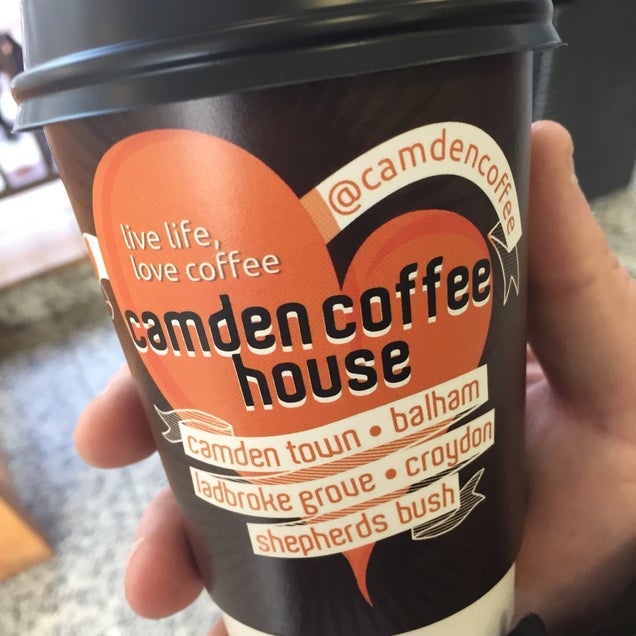 @camdencoffee
live life,
love coffee
camden coffee
house
camden town • balham
ladbroke grove • croydon
shepherds bush